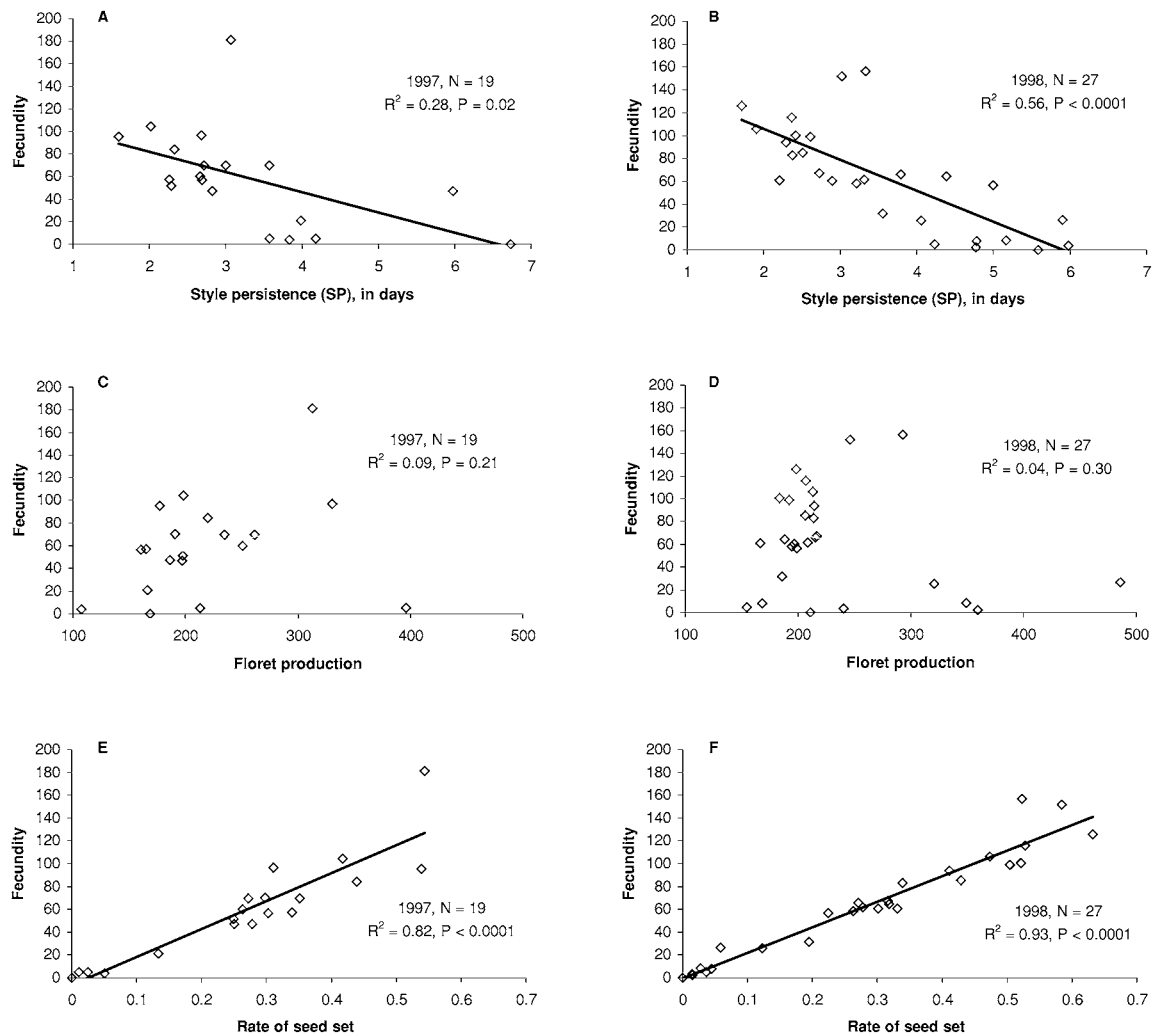 A
200
180
160
140
120
100
80
60
40
20
0
Fecundity
1997, N = 19
R² = 0.28, P = 0.02
1 2 3 4 5 6 7
Style persistence (SP), in days
B
200
180
160
140
120
100
80
60
40
20
0
Fecundity
1998, N = 27
R² = 0.56, P < 0.0001
1 2 3 4 5 6 7
Style persistence (SP), in days
C
200
180
160
140
120
100
80
60
40
20
0
Fecundity
1997, N = 19
R² = 0.09, P = 0.21
100 200 300 400 500
Floret production
D
200
180
160
140
120
100
80
60
40
20
0
Fecundity
1998, N = 27
R² = 0.04, P = 0.30
100 200 300 400 500
Floret production
E
200
180
160
140
120
100
80
60
40
20
0
Fecundity
1997, N = 19
R² = 0.82, P < 0.0001
0 0.1 0.2 0.3 0.4 0.5 0.6 0.7
Rate of seed set
F
200
180
160
140
120
100
80
60
40
20
0
Fecundity
1998, N = 27
R² = 0.93, P < 0.0001
0 0.1 0.2 0.3 0.4 0.5 0.6 0.7
Rate of seed set